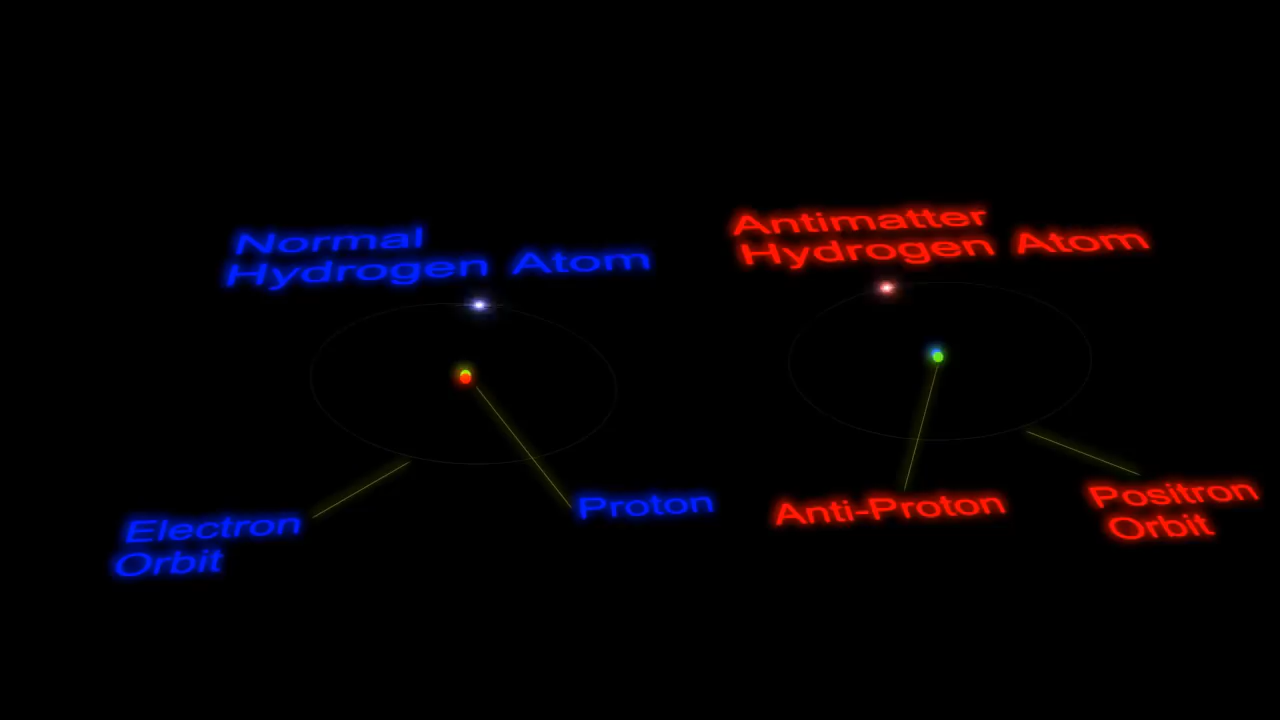 Normal
Hydrogen Atom
Antimatter
Hydrogen Atom
Electron
Orbit
Proton
Anti-Proton
Positron
Orbit